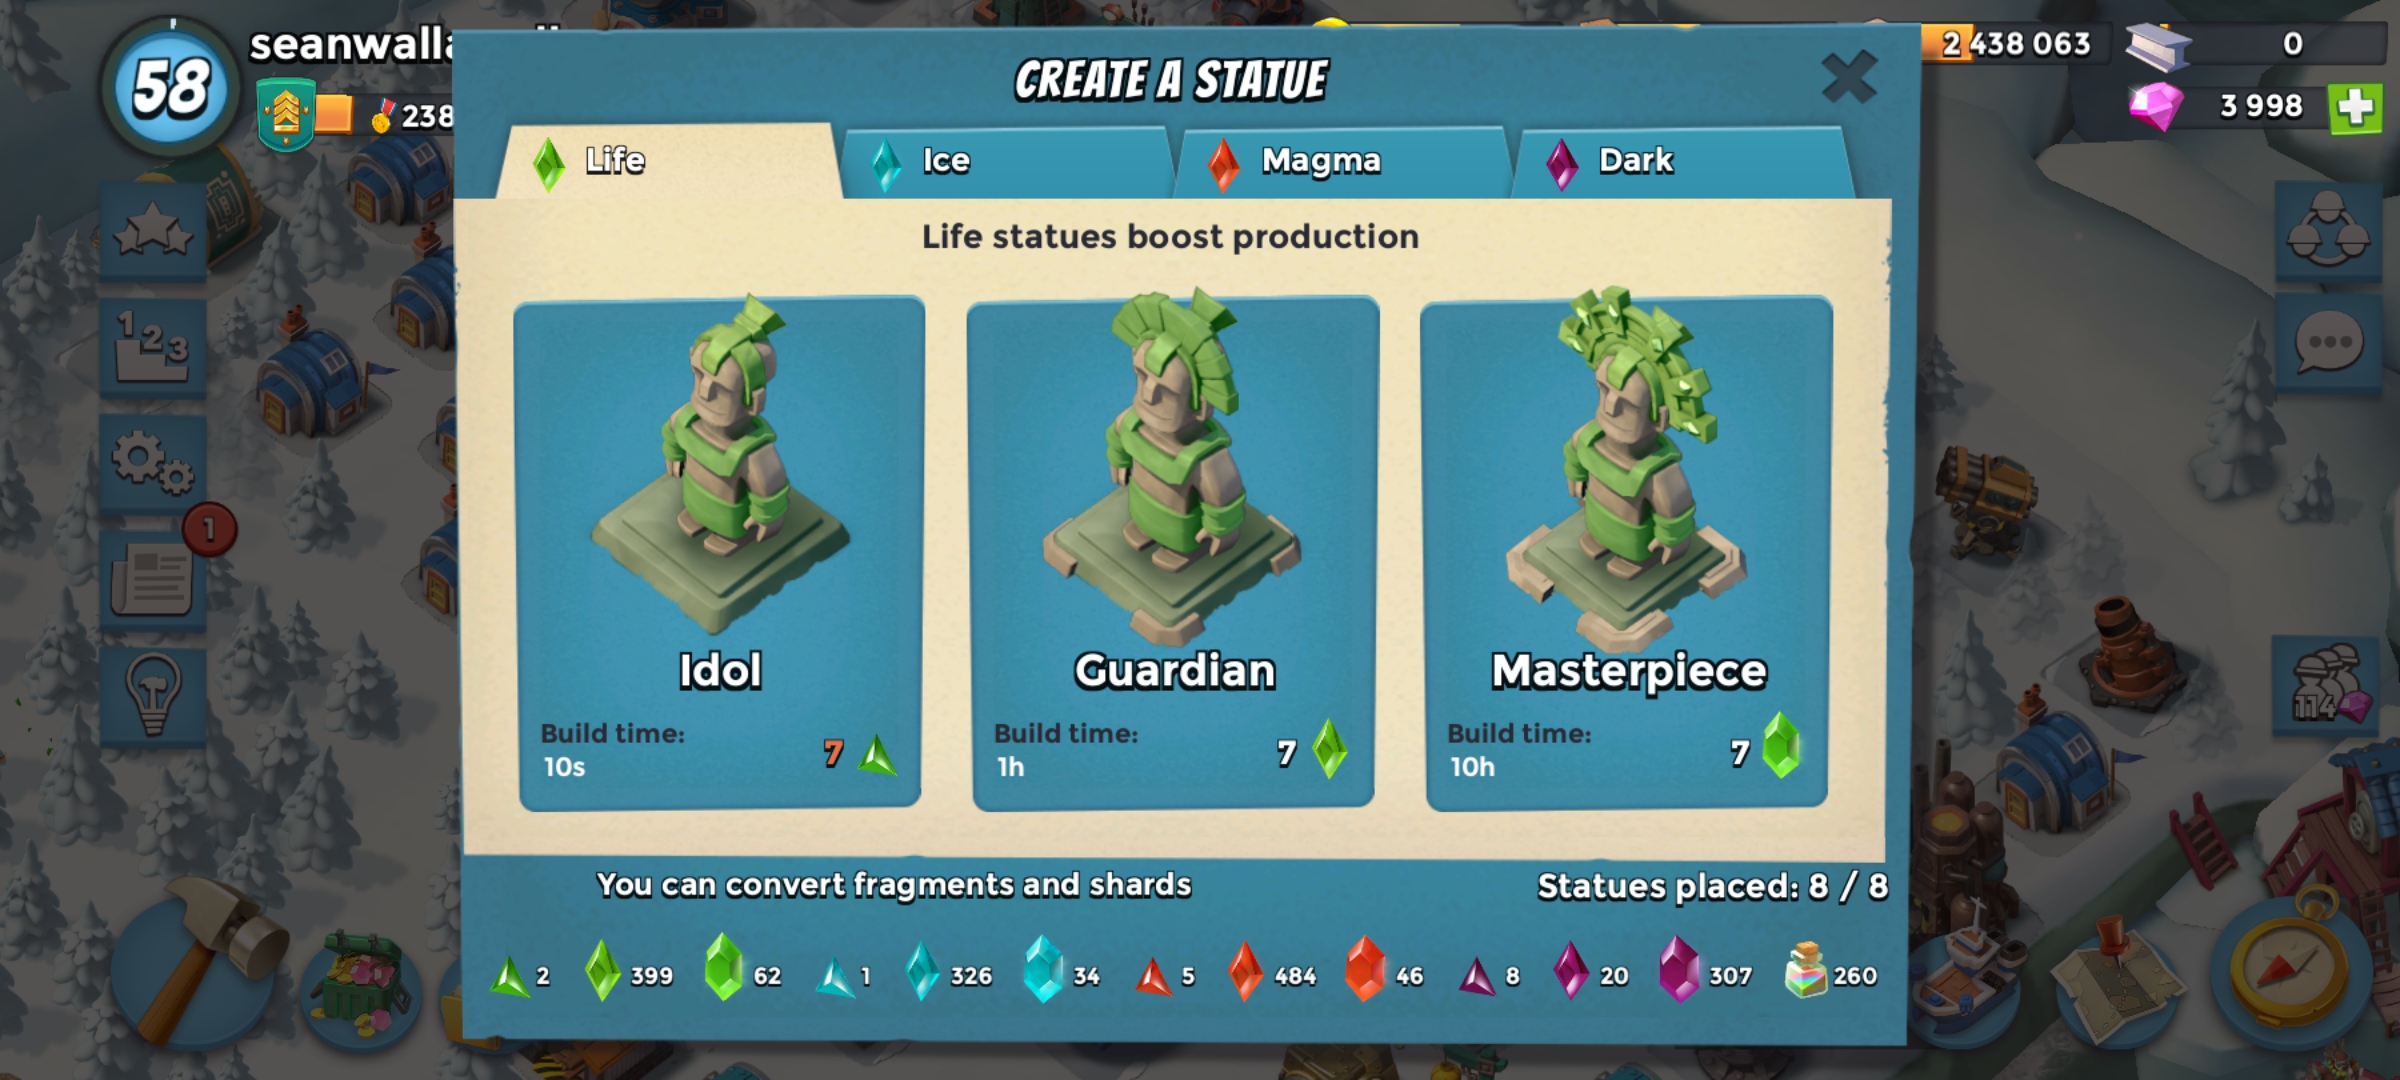 58
238
CREATE A STATUE
2 438 063
0
3 998
Life
Ice
Magma
Dark
Life statues boost production
1 2 3
1
Idol
Guardian
Masterpiece
Build time:
10s
7
Build time:
1h
7
Build time:
10h
7
114
You can convert fragments and shards
Statues placed: 8 / 8
2 399 62 1 326 34 5 484 46 8 20 307 260